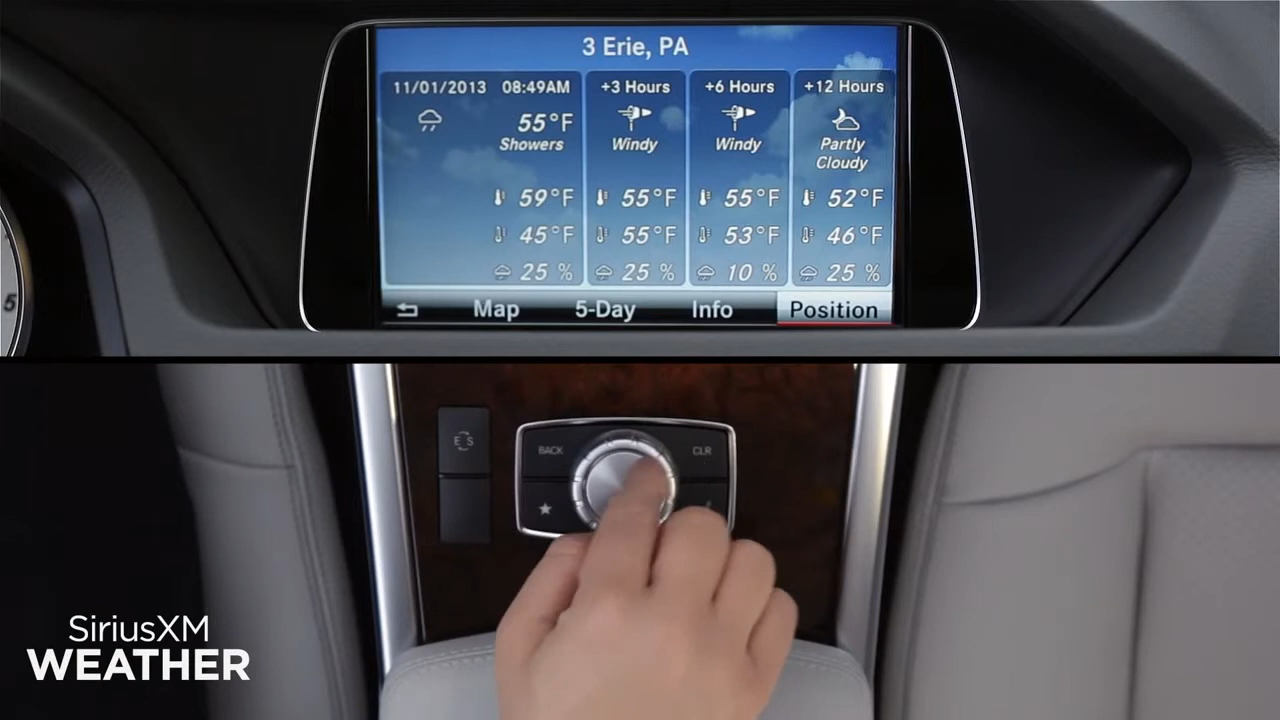 3 Erie, PA
11/01/2013 08:49AM
55°F
Showers
59°F
45°F
25 %
+3 Hours
Windy
55°F
55°F
25 %
+6 Hours
Windy
55°F
53°F
10 %
+12 Hours
Partly
Cloudy
52°F
46°F
25 %
Map 5-Day Info Position
5
E S
BACK
CLR
SiriusXM
WEATHER